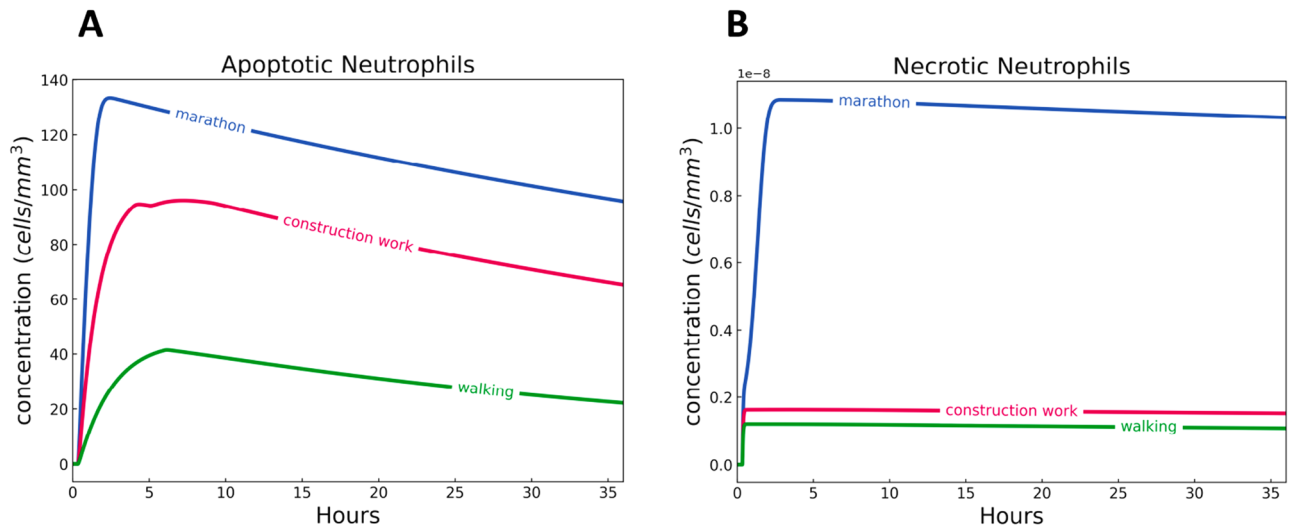 A
Apoptotic Neutrophils
concentration (cells/mm³)
140
120
100
80
60
40
20
0
marathon
construction work
walking
0 5 10 15 20 25 30 35
Hours
B
Necrotic Neutrophils
1e−8
concentration (cells/mm³)
1.0
0.8
0.6
0.4
0.2
0.0
marathon
construction work
walking
0 5 10 15 20 25 30 35
Hours